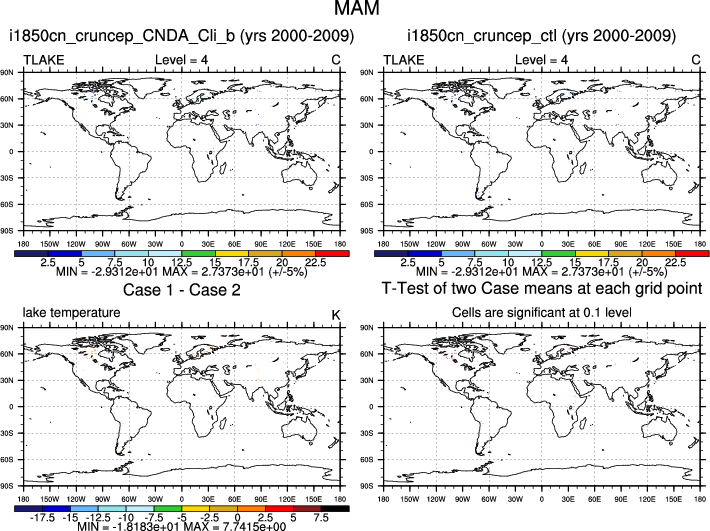 MAM
i1850cn_cruncep_CNDA_Cli_b (yrs 2000-2009)
TLAKE Level = 4 C
90N
60N
30N
0
30S
60S
90S
180 150W 120W 90W 60W 30W 0 30E 60E 90E 120E 150E 180
2.5 5 7.5 10 12.5 15 17.5 20 22.5
MIN = -2.9312e+01 MAX = 2.7373e+01 (+/-5%)
i1850cn_cruncep_ctl (yrs 2000-2009)
TLAKE Level = 4 C
90N
60N
30N
0
30S
60S
90S
180 150W 120W 90W 60W 30W 0 30E 60E 90E 120E 150E 180
2.5 5 7.5 10 12.5 15 17.5 20 22.5
MIN = -2.9312e+01 MAX = 2.7373e+01 (+/-5%)
Case 1 - Case 2
lake temperature K
90N
60N
30N
0
30S
60S
90S
180 150W 120W 90W 60W 30W 0 30E 60E 90E 120E 150E 180
-17.5 -15 -12.5 -10 -7.5 -5 -2.5 0 2.5 5 7.5
MIN = -1.8183e+01 MAX = 7.7415e+00
T-Test of two Case means at each grid point
Cells are significant at 0.1 level
90N
60N
30N
0
30S
60S
90S
180 150W 120W 90W 60W 30W 0 30E 60E 90E 120E 150E 180